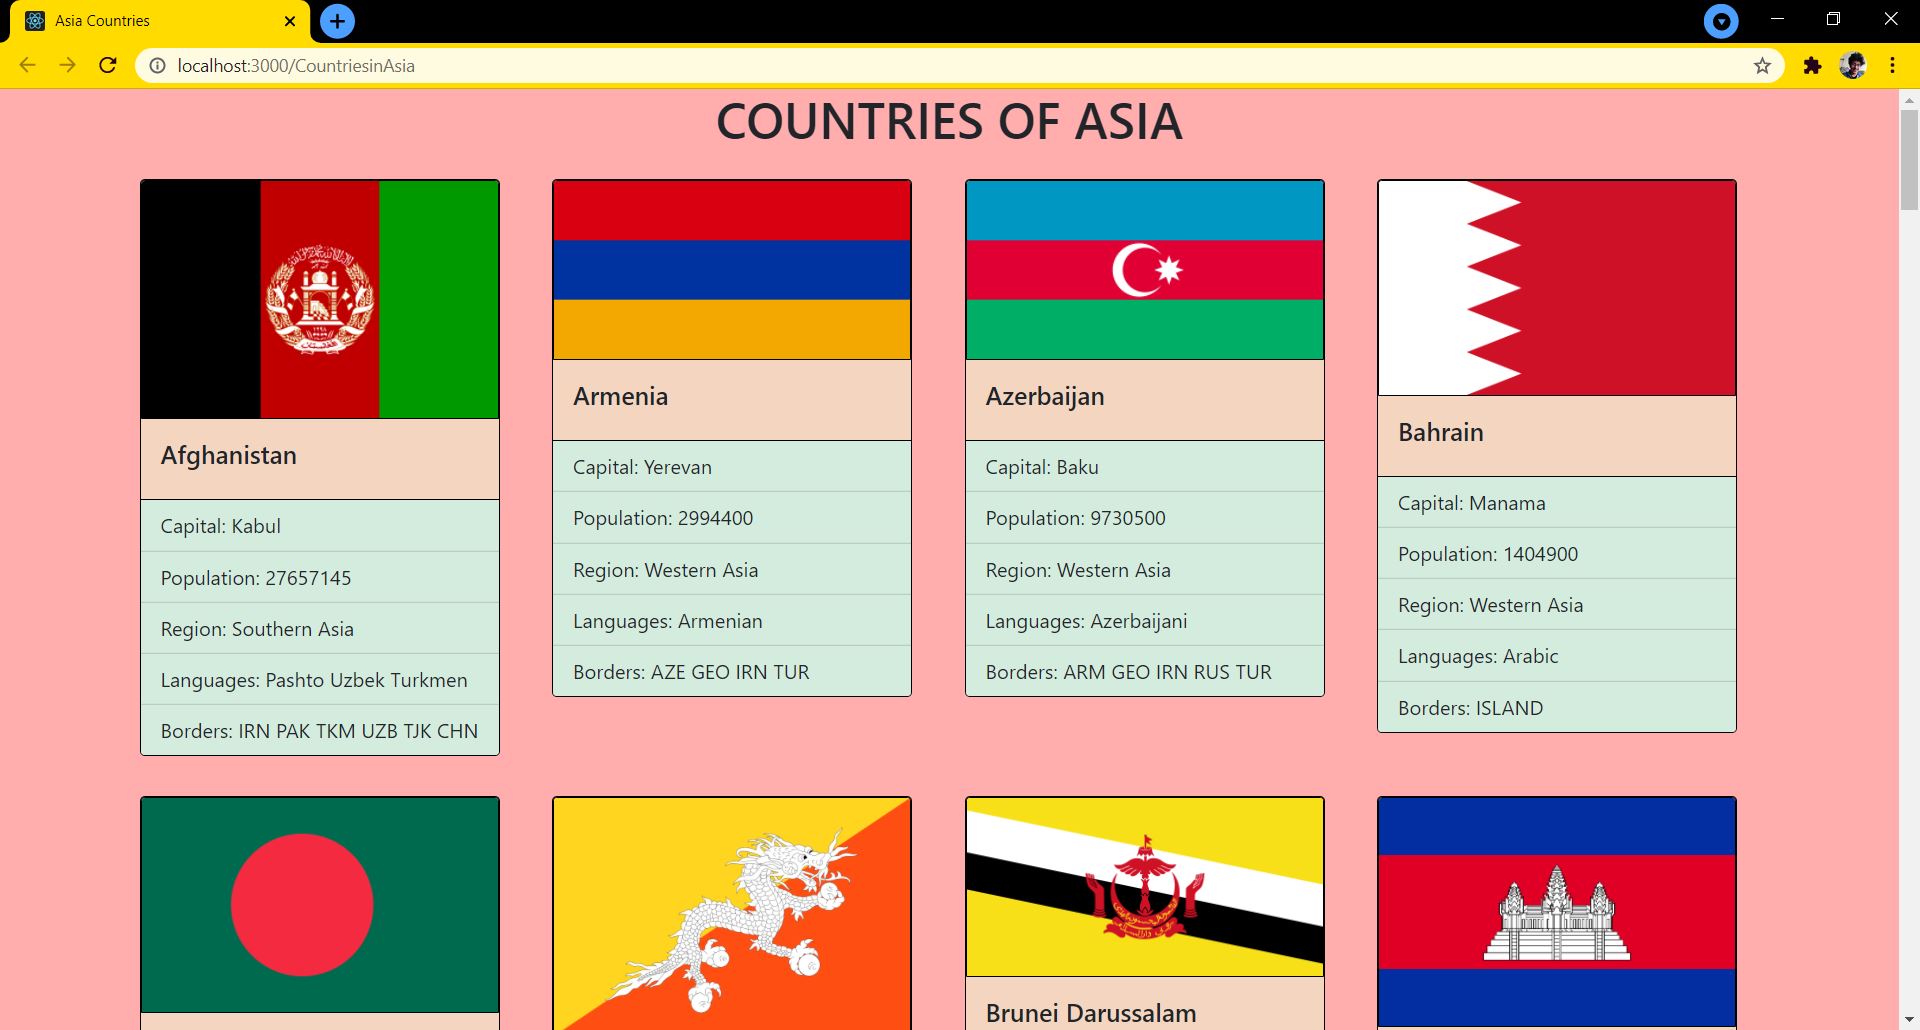 Asia Countries
localhost:3000/CountriesinAsia
COUNTRIES OF ASIA
Afghanistan
Capital: Kabul
Population: 27657145
Region: Southern Asia
Languages: Pashto Uzbek Turkmen
Borders: IRN PAK TKM UZB TJK CHN
Armenia
Capital: Yerevan
Population: 2994400
Region: Western Asia
Languages: Armenian
Borders: AZE GEO IRN TUR
Azerbaijan
Capital: Baku
Population: 9730500
Region: Western Asia
Languages: Azerbaijani
Borders: ARM GEO IRN RUS TUR
Bahrain
Capital: Manama
Population: 1404900
Region: Western Asia
Languages: Arabic
Borders: ISLAND
Brunei Darussalam